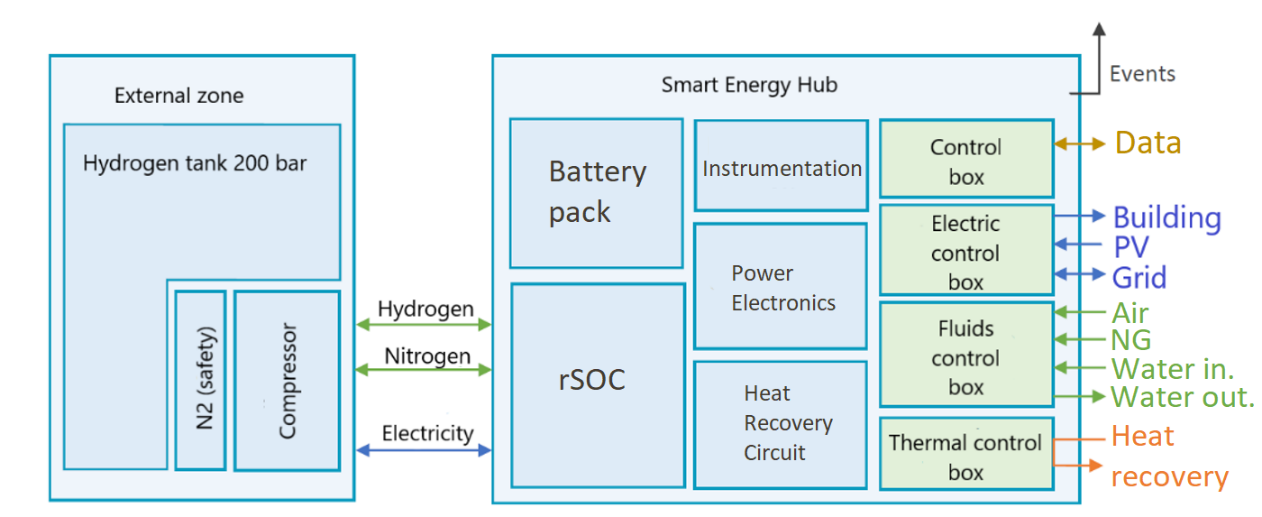 External zone
Hydrogen tank 200 bar
N2 (safety)
Compressor
Hydrogen
Nitrogen
Electricity
Smart Energy Hub
Battery
pack
rSOC
Instrumentation
Power
Electronics
Heat
Recovery
Circuit
Control
box
Electric
control
box
Fluids
control
box
Thermal control
box
Events
Data
Building
PV
Grid
Air
NG
Water in.
Water out.
Heat
recovery